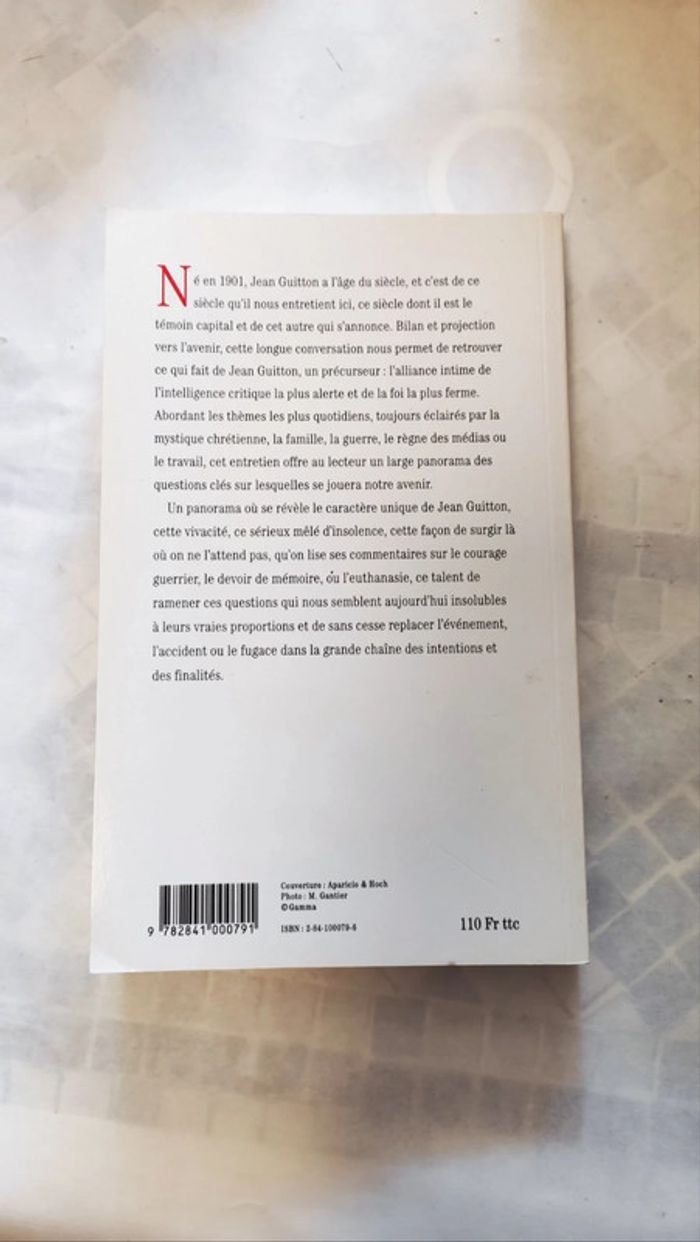 Né en 1901, Jean Guitton a l'âge du siècle, et c'est de ce
siècle qu'il nous entretient ici, ce siècle dont il est le
témoin capital et de cet autre qui s'annonce. Bilan et projection
vers l'avenir, cette longue conversation nous permet de retrouver
ce qui fait de Jean Guitton, un précurseur : l'alliance intime de
l'intelligence critique la plus alerte et de la foi la plus ferme.
Abordant les thèmes les plus quotidiens, toujours éclairés par la
mystique chrétienne, la famille, la guerre, le règne des médias ou
le travail, cet entretien offre au lecteur un large panorama des
questions clés sur lesquelles se jouera notre avenir.
Un panorama où se révèle le caractère unique de Jean Guitton,
cette vivacité, ce sérieux mêlé d'insolence, cette façon de surgir là
où on ne l'attend pas, qu'on lise ses commentaires sur le courage
guerrier, le devoir de mémoire, ou l'euthanasie, ce talent de
ramener ces questions qui nous semblent aujourd'hui insolubles
à leurs vraies proportions et de sans cesse replacer l'événement,
l'accident ou le fugace dans la grande chaîne des intentions et
des finalités.
Couverture : Aparicio & Hoch
Photo : M. Gantier
© Gamma
ISBN : 2-84-100079-6
9 782841 000791
110 Fr ttc